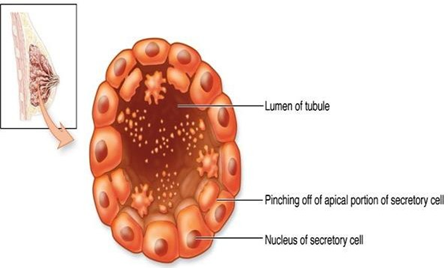 Lumen of tubule
Pinching off of apical portion of secretory cell
Nucleus of secretory cell